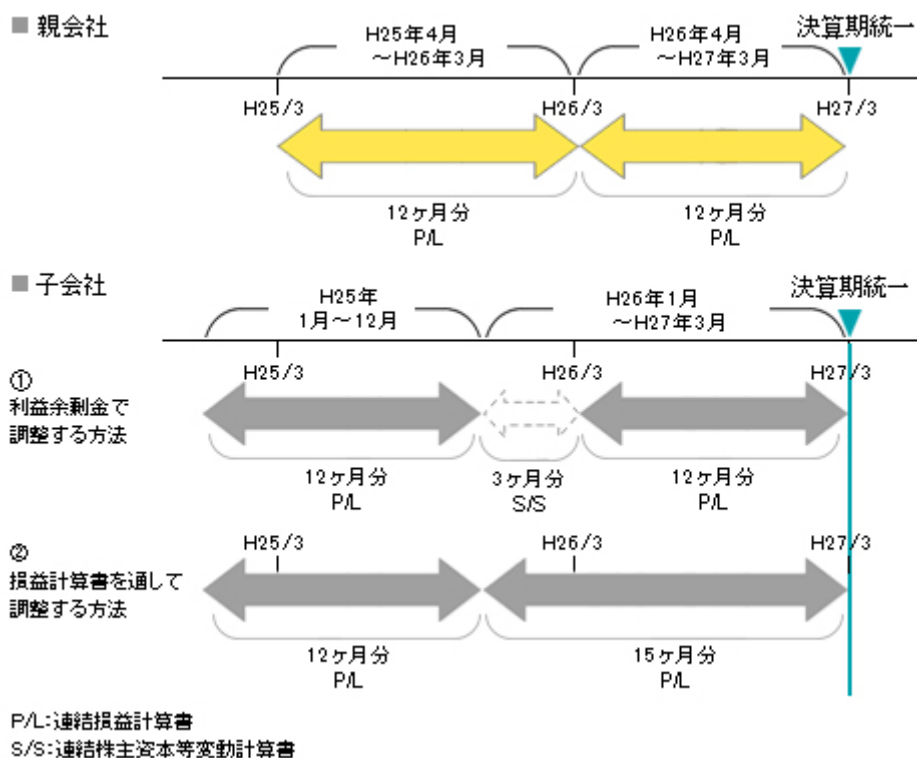 ■ 親会社
H25年4月
～H26年3月
H26年4月
～H27年3月
決算期統一
H25/3
H26/3
H27/3
12ヶ月分
P/L
12ヶ月分
P/L
■ 子会社
H25年
1月～12月
H26年1月
～H27年3月
決算期統一
①
利益余剰金で
調整する方法
H25/3
H26/3
H27/3
12ヶ月分
P/L
3ヶ月分
S/S
12ヶ月分
P/L
②
損益計算書を通して
調整する方法
H25/3
H26/3
H27/3
12ヶ月分
P/L
15ヶ月分
P/L
P/L:連結損益計算書
S/S:連結株主資本等変動計算書